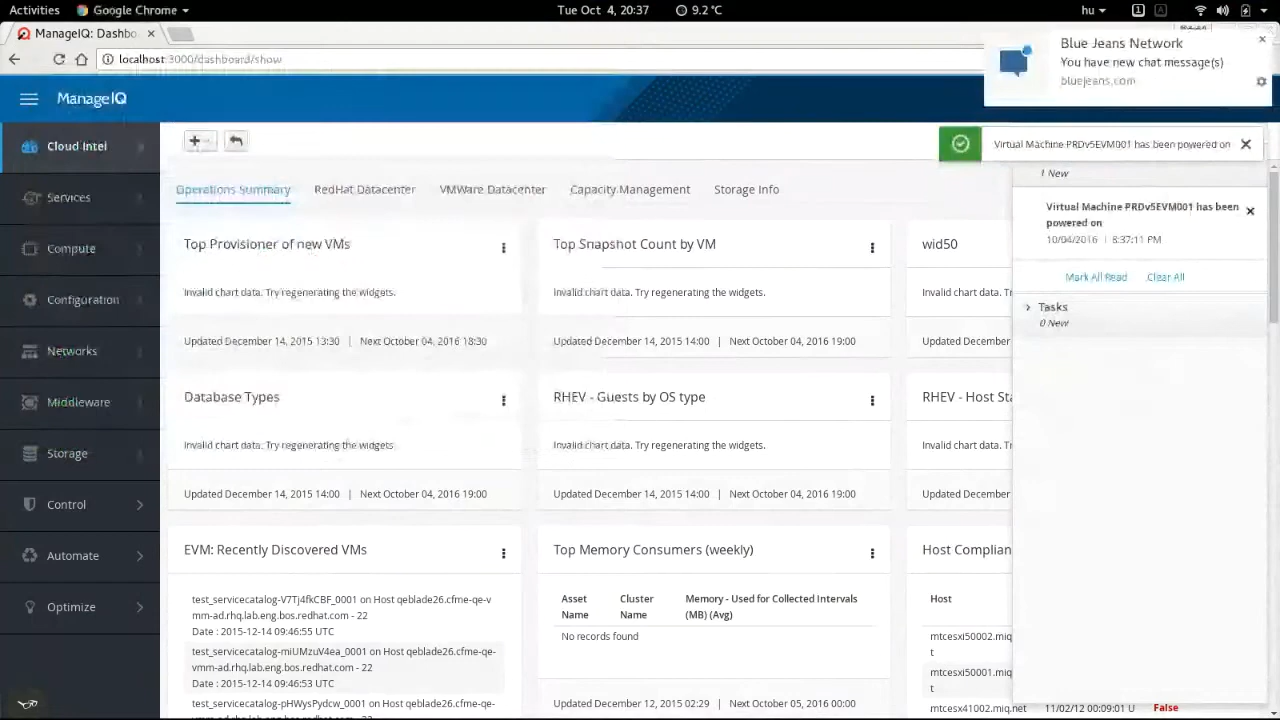 Activities
Google Chrome
Tue Oct 4, 20:37
9.2 °C
hu
1
A
ManageIQ: Dashbo
localhost:3000/dashboard/show
Blue Jeans Network
You have new chat message(s)
bluejeans.com
ManageIQ
Cloud Intel
Services
Compute
Configuration
Networks
Middleware
Storage
Control
Automate
Optimize
Virtual Machine PRDv5EVM001 has been powered on
1 New
Virtual Machine PRDv5EVM001 has been
powered on
10/04/2016 | 8:37:11 PM
Mark All Read Clear All
Tasks
0 New
Operations Summary RedHat Datacenter VMWare Datacenter Capacity Management Storage Info
Top Provisioner of new VMs
Invalid chart data. Try regenerating the widgets.
Updated December 14, 2015 13:30 | Next October 04, 2016 18:30
Top Snapshot Count by VM
Invalid chart data. Try regenerating the widgets.
Updated December 14, 2015 14:00 | Next October 04, 2016 19:00
wid50
Invalid chart data. Tr
Updated December
Database Types
Invalid chart data. Try regenerating the widgets.
Updated December 14, 2015 14:00 | Next October 04, 2016 19:00
RHEV - Guests by OS type
Invalid chart data. Try regenerating the widgets.
Updated December 14, 2015 14:00 | Next October 04, 2016 19:00
RHEV - Host Sta
Invalid chart data. Tr
Updated December
EVM: Recently Discovered VMs
test_servicecatalog-V7Tj4fkCBF_0001 on Host qeblade26.cfme-qe-v
mm-ad.rhq.lab.eng.bos.redhat.com - 22
Date : 2015-12-14 09:46:55 UTC
test_servicecatalog-miUMzuV4ea_0001 on Host qeblade26.cfme-qe-
vmm-ad.rhq.lab.eng.bos.redhat.com - 22
Date : 2015-12-14 09:46:53 UTC
test_servicecatalog-pHWysPydcw_0001 on Host qeblade26.cfme-qe-
Top Memory Consumers (weekly)
Asset Cluster Memory - Used for Collected Intervals
Name Name (MB) (Avg)
No records found
Updated December 12, 2015 02:29 | Next October 05, 2016 00:00
Host Complian
Host
mtcesxi50002.miq
t
mtcesxi50001.miq
t
mtcesx41002.miq.net 11/02/12 00:09:01 U False